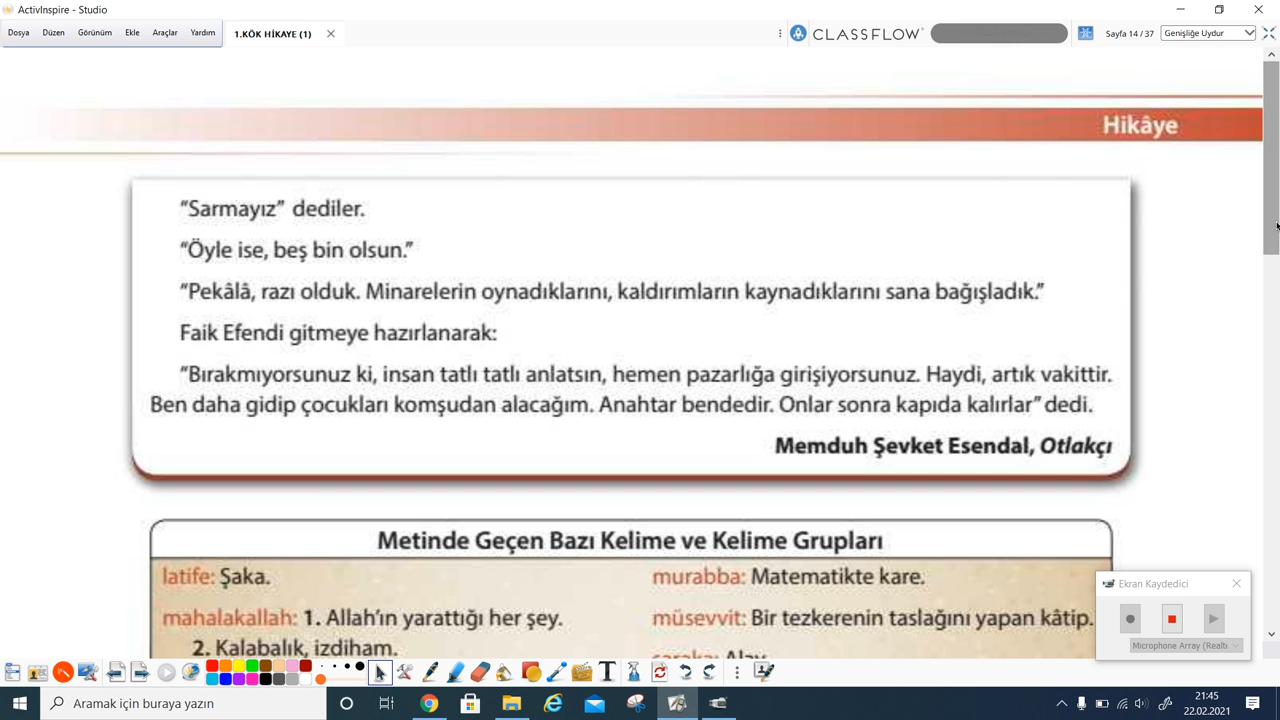 ActivInspire - Studio
Dosya Düzen Görünüm Ekle Araçlar Yardım
1.KÖK HİKAYE (1)
CLASSFLOW
Sayfa 14 / 37
Genişliğe Uydur
Hikâye
“Sarmayız” dediler.
“Öyle ise, beş bin olsun.”
“Pekâlâ, razı olduk. Minarelerin oynadıklarını, kaldırımların kaynadıklarını sana bağışladık.”
Faik Efendi gitmeye hazırlanarak:
“Bırakmıyorsunuz ki, insan tatlı tatlı anlatsın, hemen pazarlığa girişiyorsunuz. Haydi, artık vakittir.
Ben daha gidip çocukları komşudan alacağım. Anahtar bendedir. Onlar sonra kapıda kalırlar” dedi.
Memduh Şevket Esendal, Otlakçı
Metinde Geçen Bazı Kelime ve Kelime Grupları
latife: Şaka.
mahalakallah: 1. Allah’ın yarattığı her şey.
2. Kalabalık, izdiham.
murabba: Matematikte kare.
müsevvit: Bir tezkerenin taslağını yapan kâtip.
Ekran Kaydedici
Microphone Array (Realte
Aramak için buraya yazın
21:45
22.02.2021